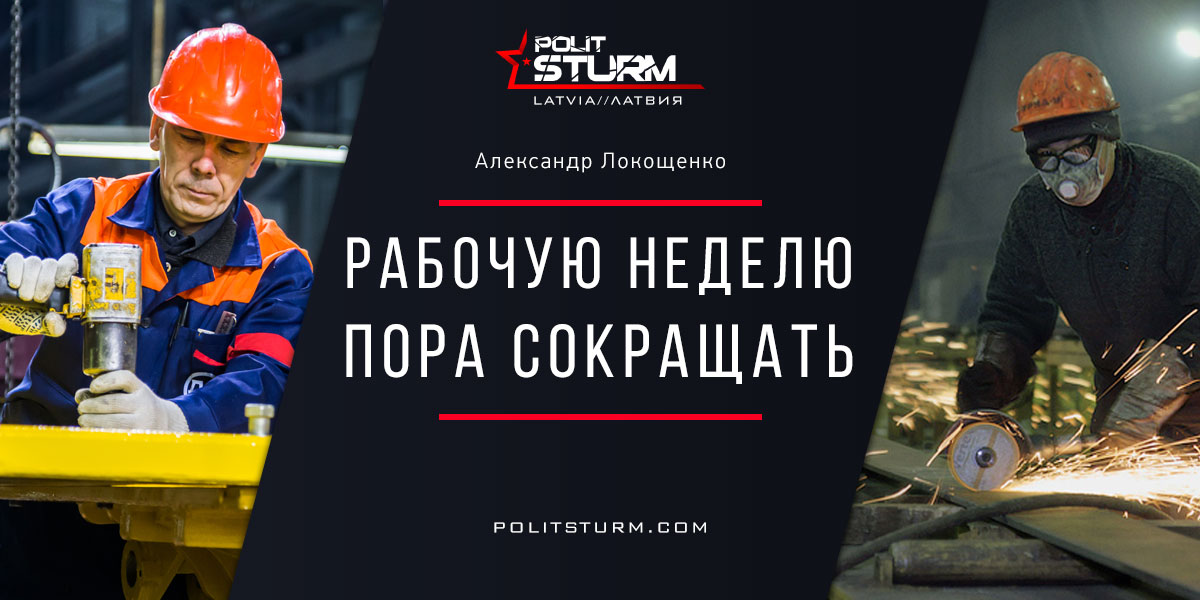 POLIT
STURM
LATVIA//ЛАТВИЯ
Александр Локощенко
РАБОЧУЮ НЕДЕЛЮ
ПОРА СОКРАЩАТЬ
POLITSTURM.COM